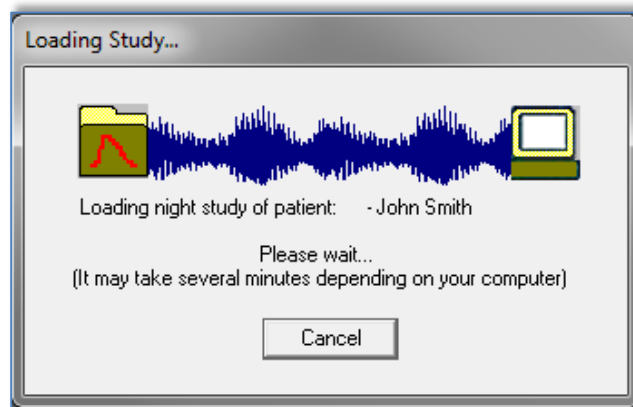 Loading Study...
Loading night study of patient: - John Smith
Please wait...
(It may take several minutes depending on your computer)
Cancel